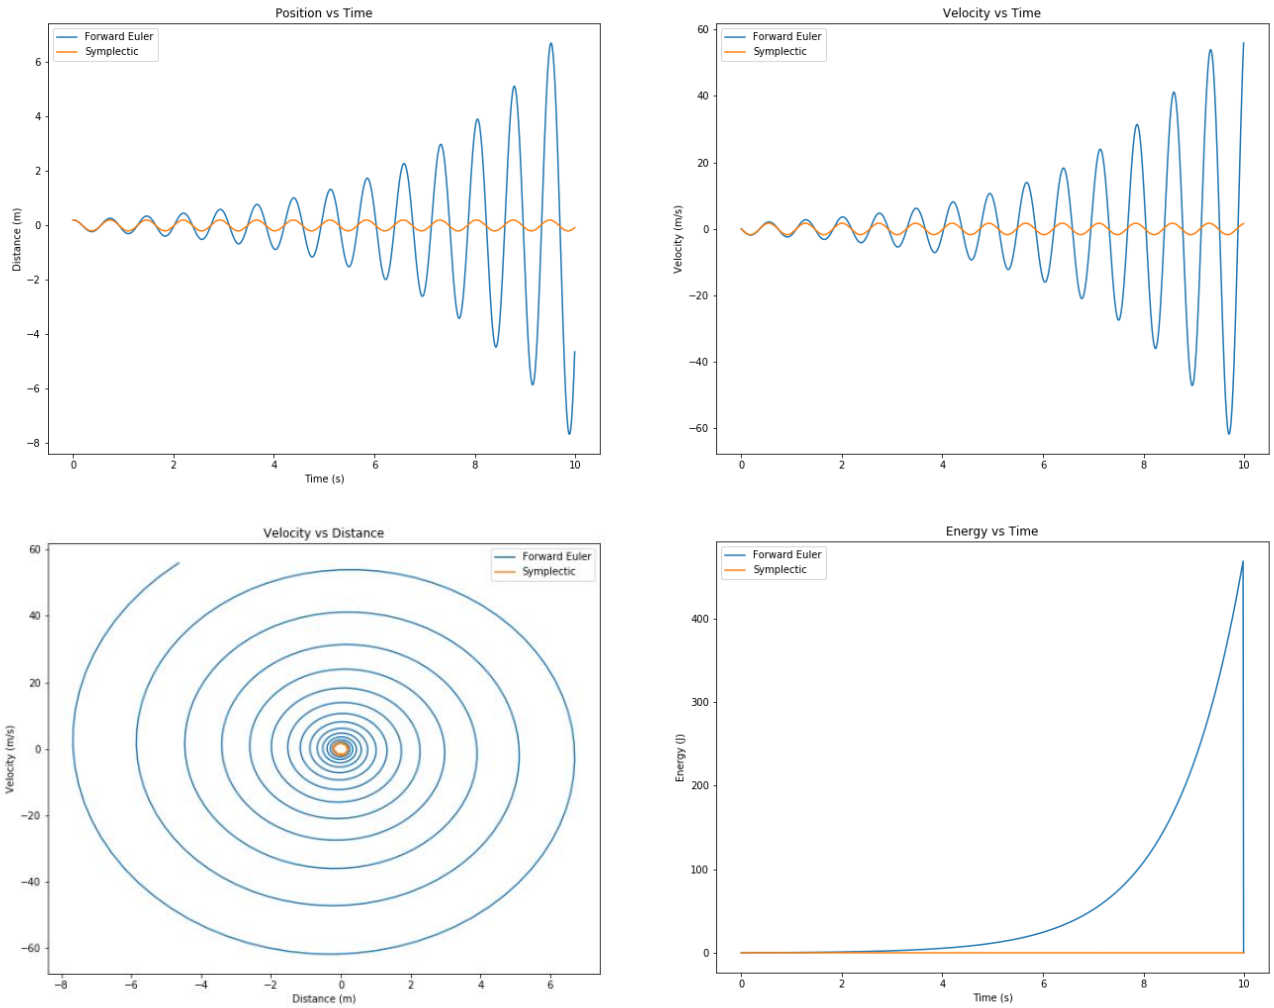 Position vs Time
Forward Euler
Symplectic
6
4
2
0
−2
−4
−6
−8
Distance (m)
0 2 4 6 8 10
Time (s)
Velocity vs Time
Forward Euler
Symplectic
60
40
20
0
−20
−40
−60
Velocity (m/s)
0 2 4 6 8 10
Velocity vs Distance
Forward Euler
Symplectic
60
40
20
0
−20
−40
−60
Velocity (m/s)
−8 −6 −4 −2 0 2 4 6
Distance (m)
Energy vs Time
Forward Euler
Symplectic
400
300
200
100
0
Energy (J)
0 2 4 6 8 10
Time (s)